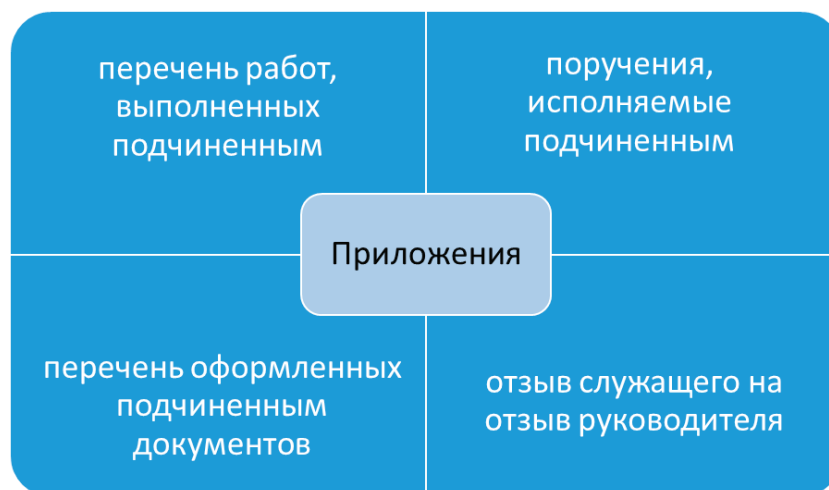 перечень работ,
выполненных
подчиненным
поручения,
исполняемые
подчиненным
Приложения
перечень оформленных
подчиненным
документов
отзыв служащего на
отзыв руководителя